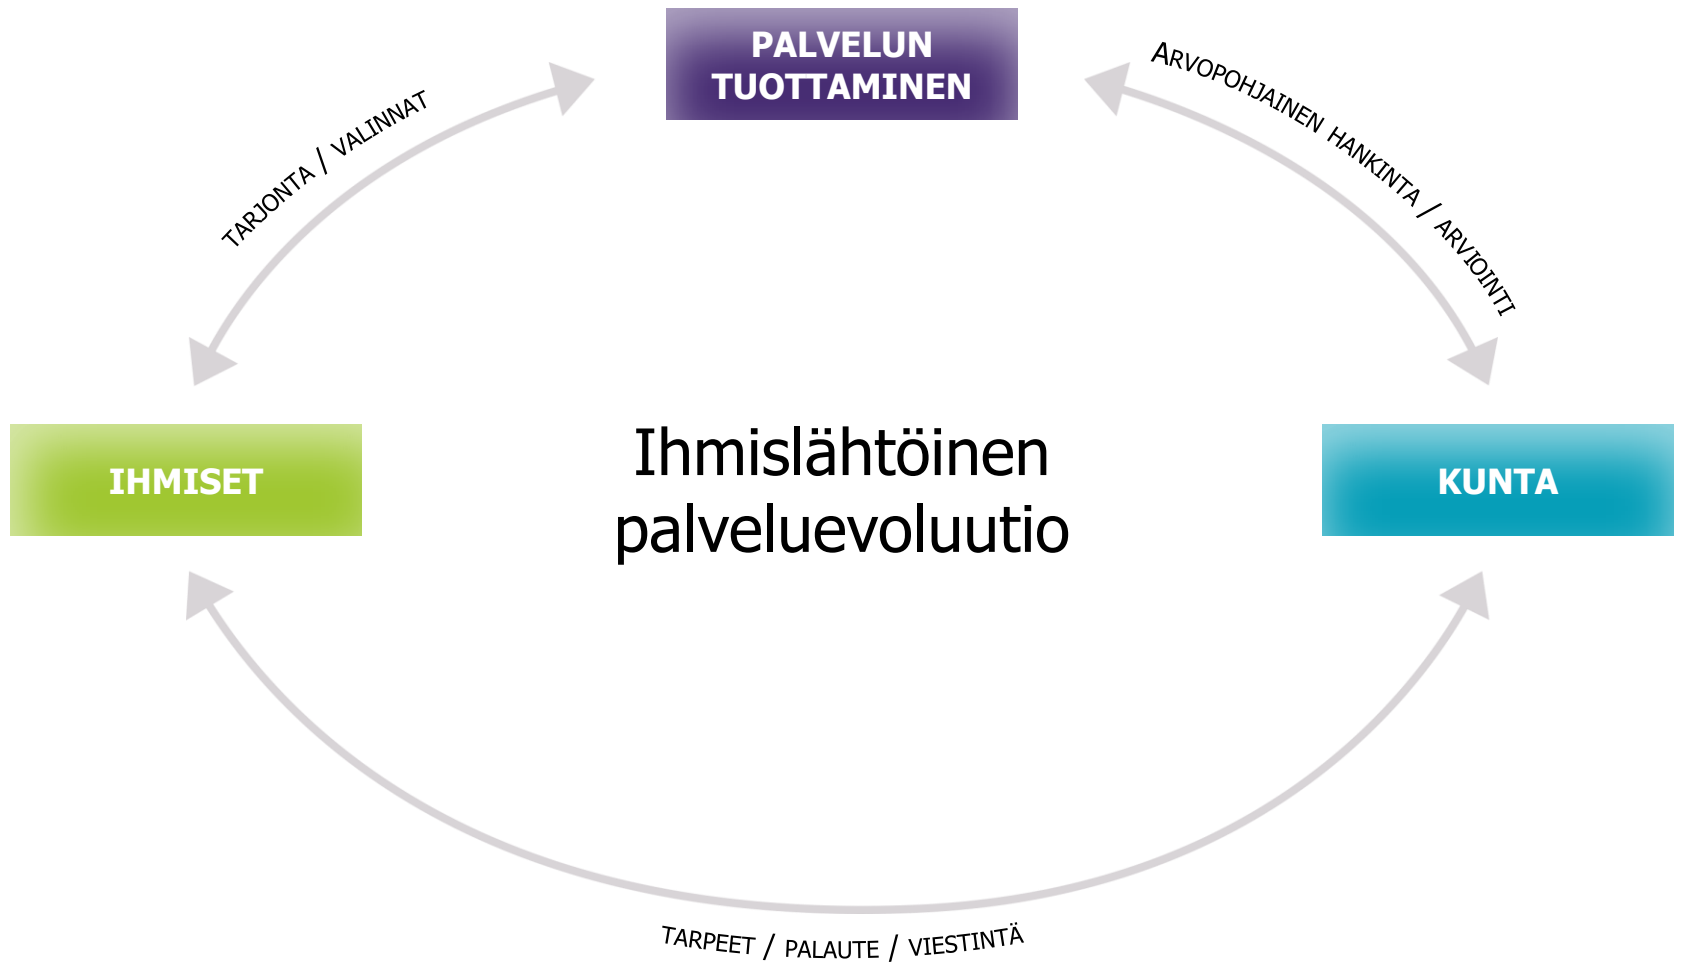 PALVELUN
TUOTTAMINEN
TARJONTA / VALINNAT
ARVOPOHJAINEN HANKINTA / ARVIOINTI
IHMISET
Ihmislähtöinen
palveluevoluutio
KUNTA
TARPEET / PALAUTE / VIESTINTÄ